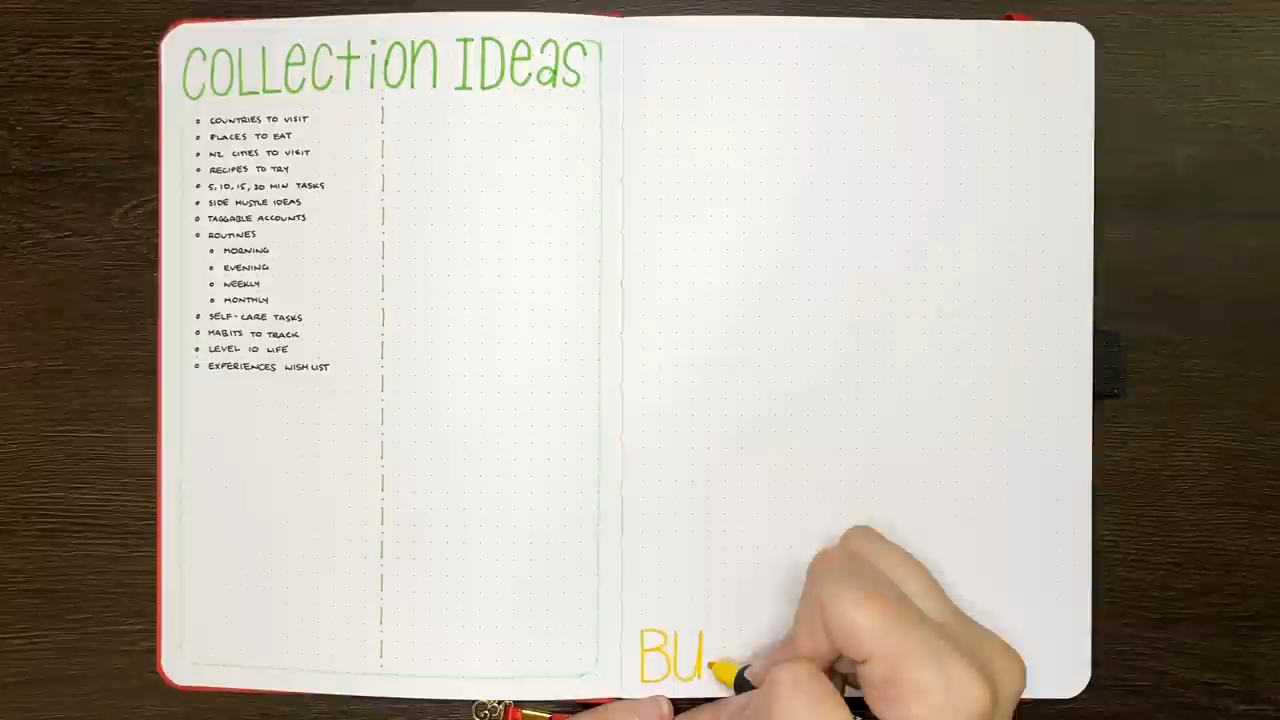 COLLection IDeas
COUNTRIES TO VISIT
PLACES TO EAT
NZ CITIES TO VISIT
RECIPES TO TRY
5, 10, 15, 30 MIN TASKS
SIDE HUSTLE IDEAS
TAGGABLE ACCOUNTS
ROUTINES
MORNING
EVENING
WEEKLY
MONTHLY
SELF-CARE TASKS
HABITS TO TRACK
LEVEL 10 LIFE
EXPERIENCES WISH LIST
BU